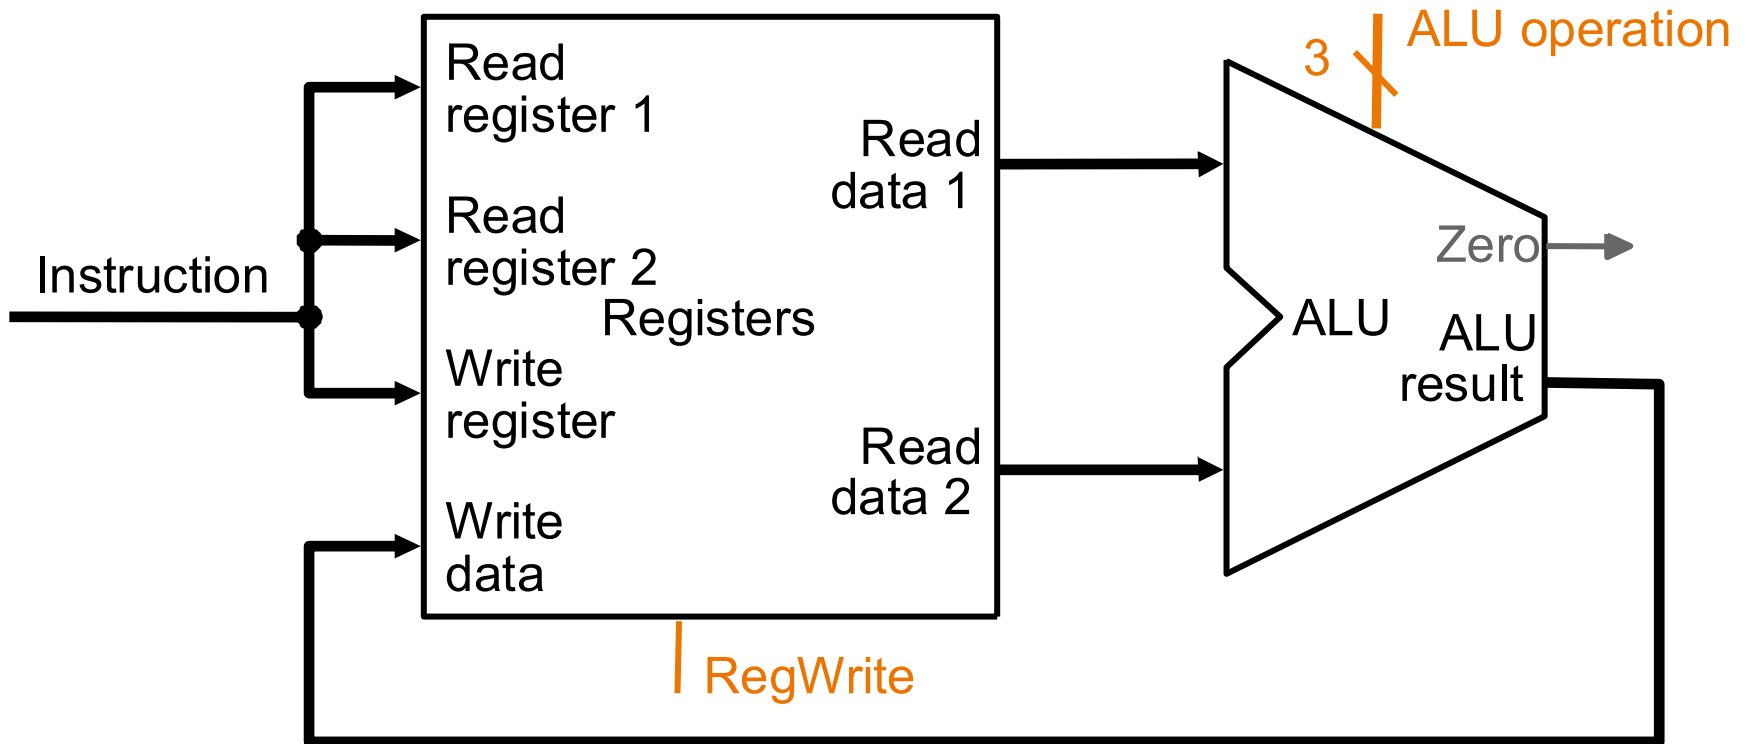 Instruction
Read
register 1
Read
register 2
Registers
Write
register
Write
data
Read
data 1
Read
data 2
RegWrite
3
ALU operation
Zero
ALU
ALU
result